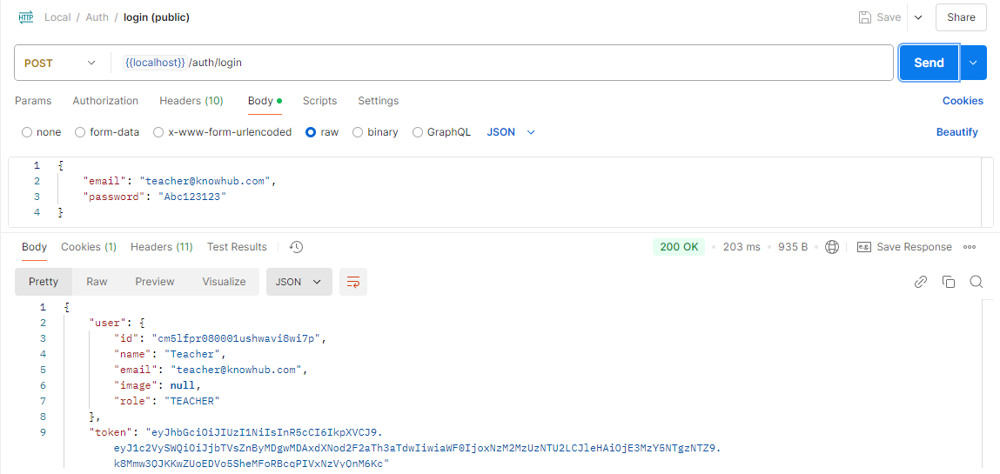 HTTP Local / Auth / login (public) Save Share
POST {{localhost}} /auth/login Send
Params Authorization Headers (10) Body Scripts Settings Cookies
none form-data x-www-form-urlencoded raw binary GraphQL JSON Beautify
1 {
2 "email": "teacher@knowhub.com",
3 "password": "Abc123123"
4 }
Body Cookies (1) Headers (11) Test Results 200 OK • 203 ms • 935 B • e.g. Save Response
Pretty Raw Preview Visualize JSON
1 {
2 "user": {
3 "id": "cm5lfpr080001ushwavi8wi7p",
4 "name": "Teacher",
5 "email": "teacher@knowhub.com",
6 "image": null,
7 "role": "TEACHER"
8 },
9 "token": "eyJhbGciOiJIUzI1NiIsInR5cCI6IkpXVCJ9.
eyJ1c2VySWQiOiJjbTVsZnByMDgwMDAxdXNod2F2aTh3aTdwIiwiaWF0IjoxNzM2MzUzNTU2LCJleHAiOjE3MzY5NTgzNTZ9.
k8Mmw3QJKKwZUoEDVo5SheMFoRBcqPIVxNzVyOnM6Kc"